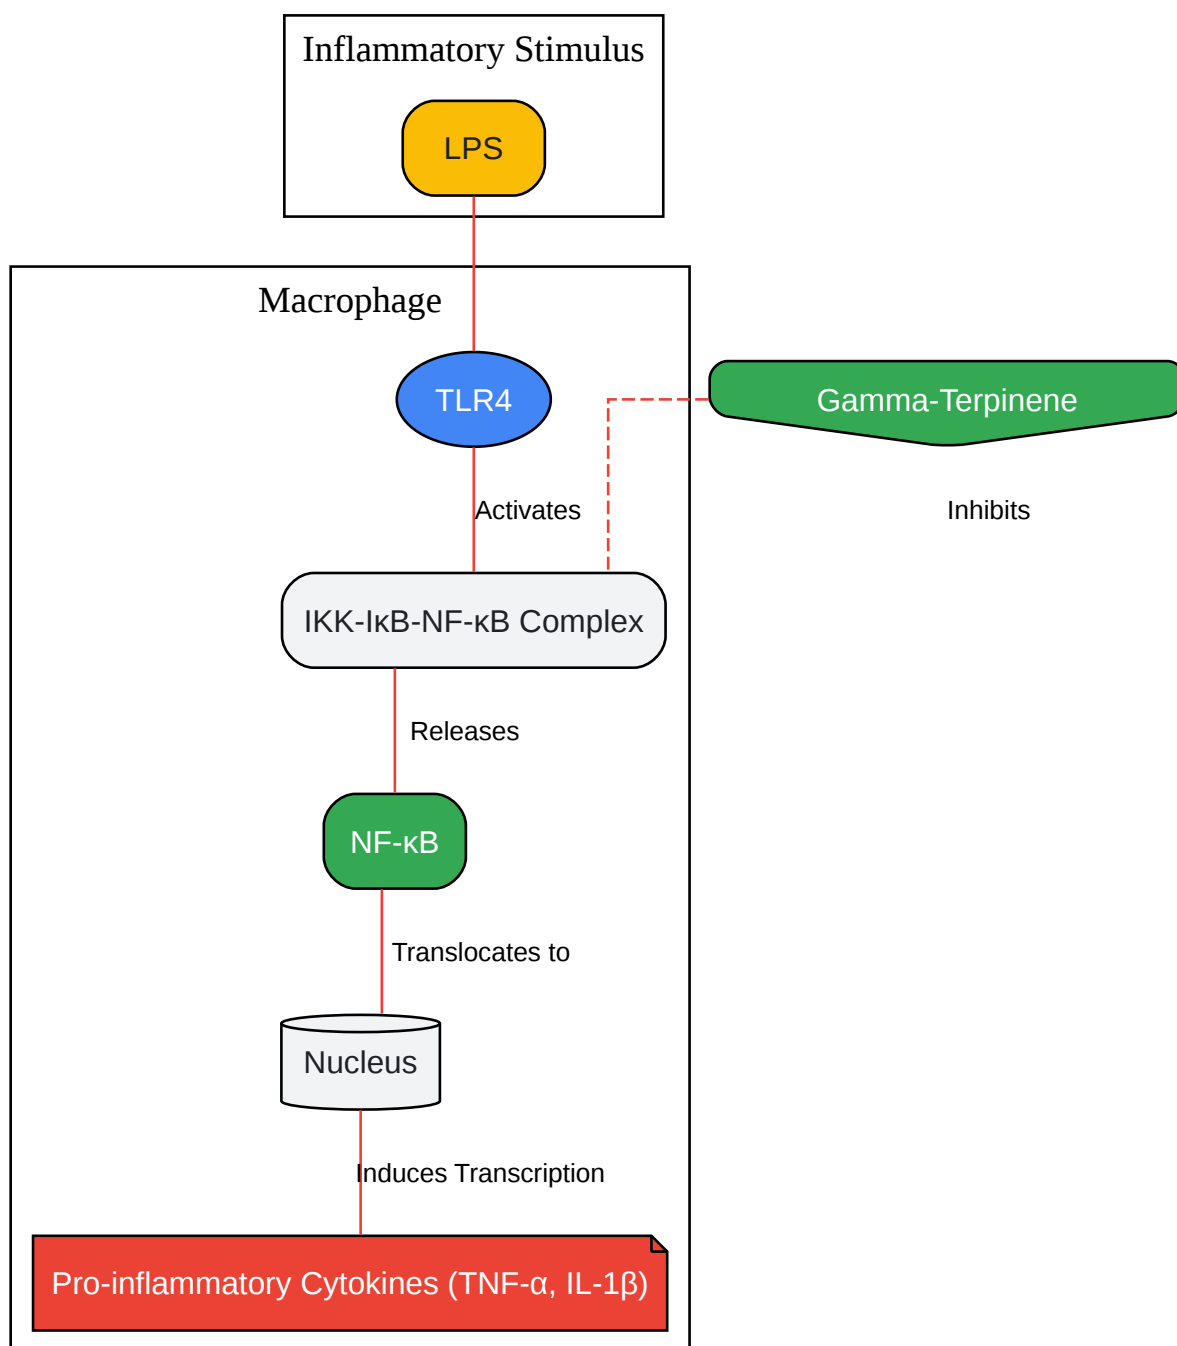 Inflammatory Stimulus
LPS
Macrophage
TLR4
Gamma-Terpinene
Activates
Inhibits
IKK-IκB-NF-κB Complex
Releases
NF-κB
Translocates to
Nucleus
Induces Transcription
Pro-inflammatory Cytokines (TNF-α, IL-1β)